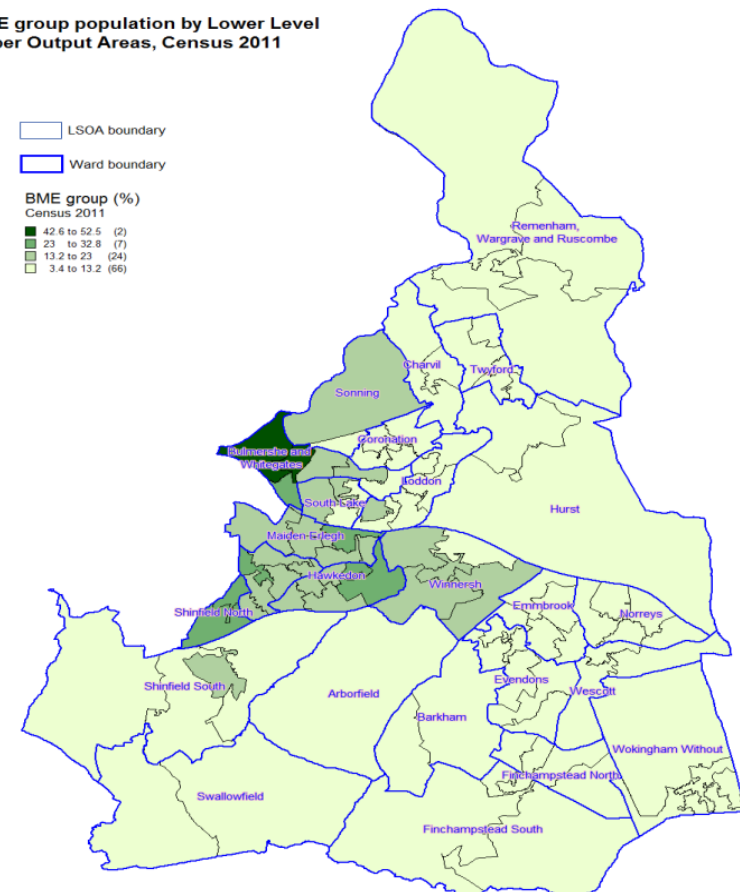 E group population by Lower Level
er Output Areas, Census 2011
LSOA boundary
Ward boundary
BME group (%)
Census 2011
42.6 to 52.5 (2)
23 to 32.8 (7)
13.2 to 23 (24)
3.4 to 13.2 (66)
Remenham,
Wargrave and Ruscombe
Charvil
Twyford
Sonning
Coronation
Bulmershe and
Whitegates
Loddon
South Lake
Hurst
Maiden Erlegh
Hawkedon
Winnersh
Emmbrook
Norreys
Shinfield North
Evendons
Shinfield South
Wescott
Arborfield
Barkham
Wokingham Without
Finchampstead North
Swallowfield
Finchampstead South